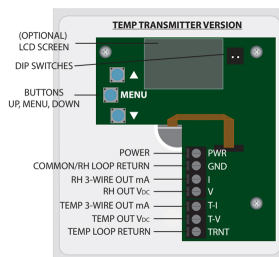 TEMP TRANSMITTER VERSION
(OPTIONAL)
LCD SCREEN
DIP SWITCHES
BUTTONS
UP, MENU, DOWN
MENU
POWER
PWR
COMMON/RH LOOP RETURN
GND
RH 3-WIRE OUT mA
I
RH OUT VDC
V
TEMP 3-WIRE OUT mA
T-I
TEMP OUT VDC
T-V
TEMP LOOP RETURN
TRNT